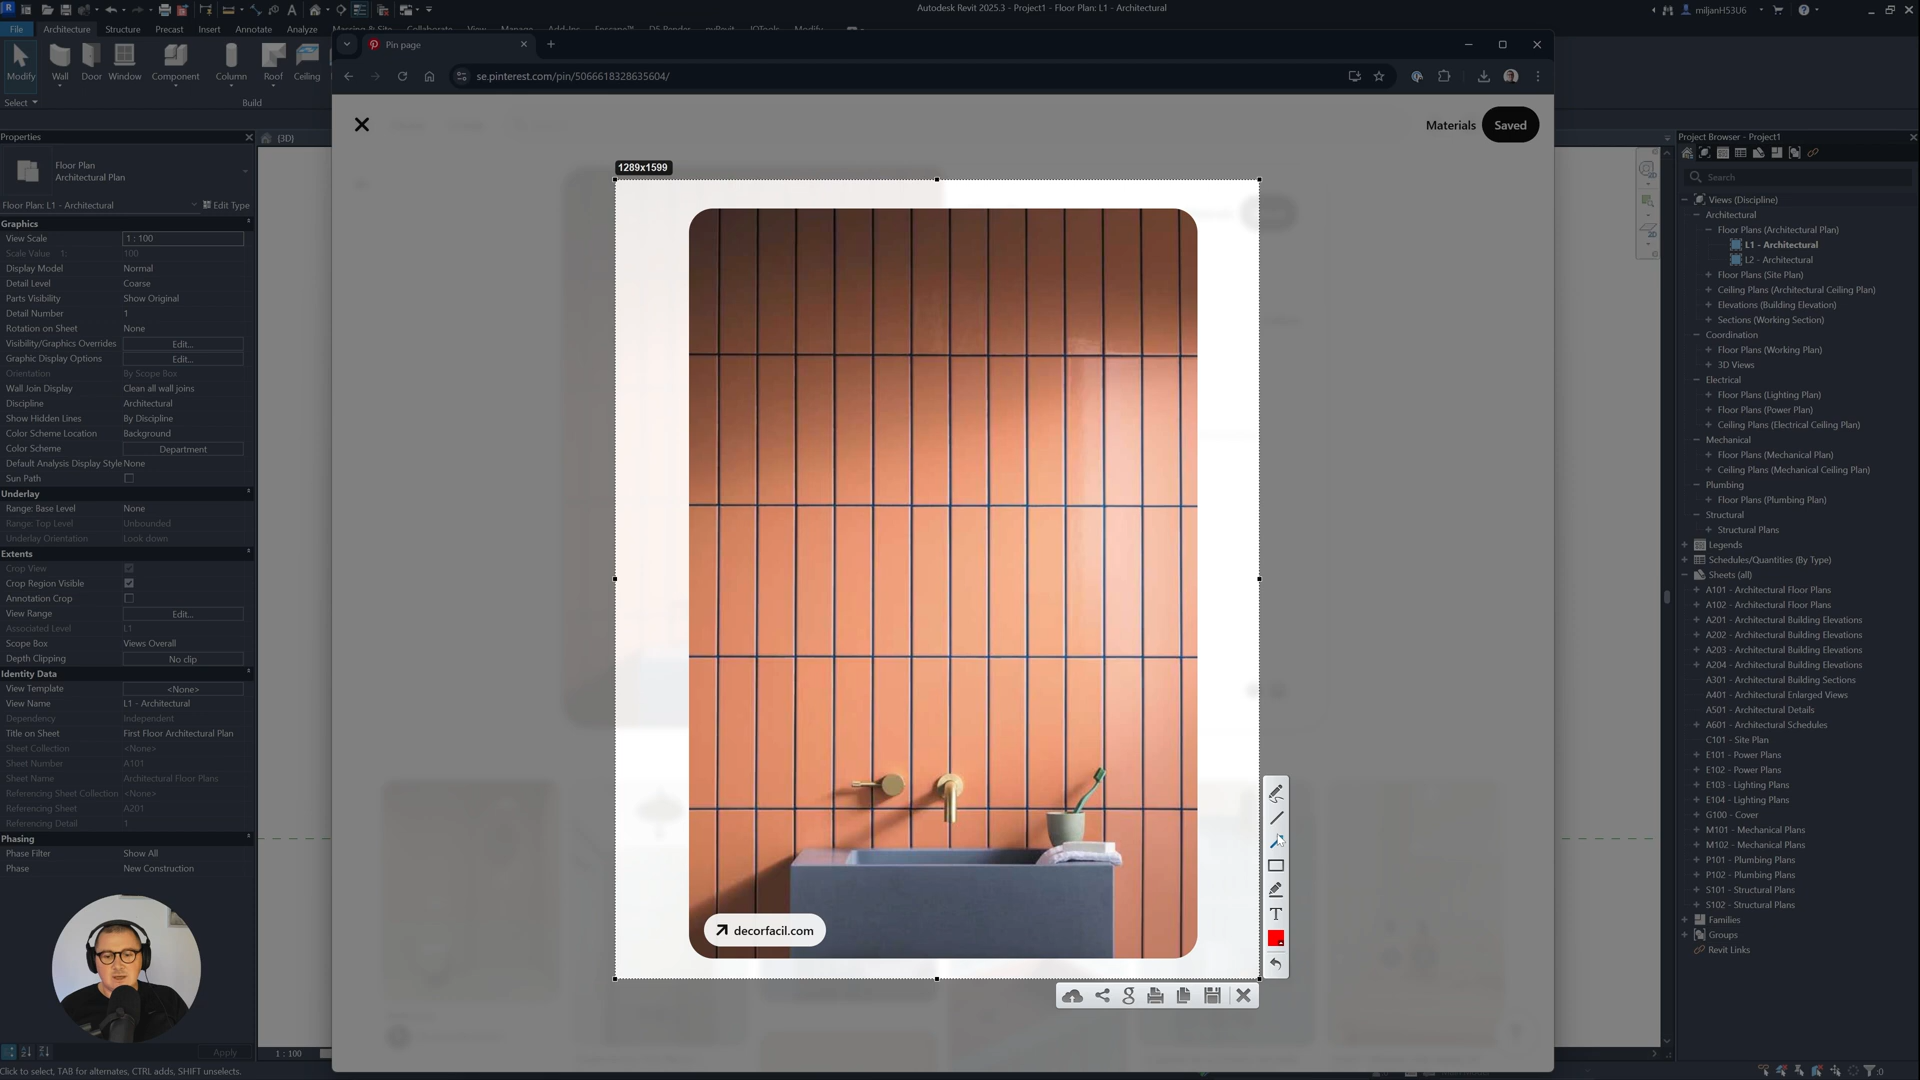 Autodesk Revit 2025.3 - Project1 - Floor Plan: L1 - Architectural
miljanH53U6
File
Architecture
Structure
Precast
Steel
Insert
Annotate
Analyze
Modify
Wall
Door
Window
Component
Column
Roof
Ceiling
Select
Build
Pin page
se.pinterest.com/pin/5066618328635604/
Materials
Saved
1289x1599
decorfacil.com
Properties
{3D}
Floor Plan
Architectural Plan
Floor Plan: L1 - Architectural
Edit Type
Graphics
View Scale 1 : 100
Scale Value 1: 100
Display Model Normal
Detail Level Coarse
Parts Visibility Show Original
Detail Number 1
Rotation on Sheet None
Visibility/Graphics Overrides Edit...
Graphic Display Options Edit...
Orientation By Scope Box
Wall Join Display Clean all wall joins
Discipline Architectural
Show Hidden Lines By Discipline
Color Scheme Location Background
Color Scheme Department
Default Analysis Display Style None
Sun Path
Underlay
Range: Base Level None
Range: Top Level Unbounded
Underlay Orientation Look down
Extents
Crop View
Crop Region Visible
Annotation Crop
View Range Edit...
Associated Level L1
Scope Box Views Overall
Depth Clipping No clip
Identity Data
View Template <None>
View Name L1 - Architectural
Dependency Independent
Title on Sheet First Floor Architectural Plan
Sheet Collection <None>
Sheet Number A101
Sheet Name Architectural Floor Plans
Referencing Sheet Collection <None>
Referencing Sheet A201
Referencing Detail 1
Phasing
Phase Filter Show All
Phase New Construction
Apply
1 : 100
Click to select, TAB for alternates, CTRL adds, SHIFT unselects.
Project Browser - Project1
Search
Views (Discipline)
Architectural
Floor Plans (Architectural Plan)
L1 - Architectural
L2 - Architectural
Floor Plans (Site Plan)
Ceiling Plans (Architectural Ceiling Plan)
Elevations (Building Elevation)
Sections (Working Section)
Coordination
Floor Plans (Working Plan)
3D Views
Electrical
Floor Plans (Lighting Plan)
Floor Plans (Power Plan)
Ceiling Plans (Electrical Ceiling Plan)
Mechanical
Floor Plans (Mechanical Plan)
Ceiling Plans (Mechanical Ceiling Plan)
Plumbing
Floor Plans (Plumbing Plan)
Structural
Structural Plans
Legends
Schedules/Quantities (By Type)
Sheets (all)
A101 - Architectural Floor Plans
A102 - Architectural Floor Plans
A201 - Architectural Building Elevations
A202 - Architectural Building Elevations
A203 - Architectural Building Elevations
A204 - Architectural Building Elevations
A301 - Architectural Building Sections
A401 - Architectural Enlarged Views
A501 - Architectural Details
A601 - Architectural Schedules
C101 - Site Plan
E101 - Power Plans
E102 - Power Plans
E103 - Lighting Plans
E104 - Lighting Plans
G100 - Cover
M101 - Mechanical Plans
M102 - Mechanical Plans
P101 - Plumbing Plans
P102 - Plumbing Plans
S101 - Structural Plans
S102 - Structural Plans
Families
Groups
Revit Links
:0